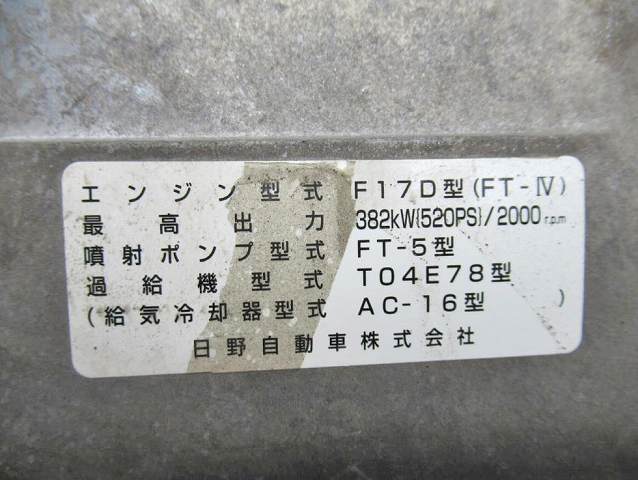 エンジン型式 F17D型(FT-Ⅳ)
最高出力 382kW{520PS}/2000r.p.m
噴射ポンプ型式 FT-5型
過給機型式 T04E78型
(給気冷却器型式 AC-16型 )
日野自動車株式会社